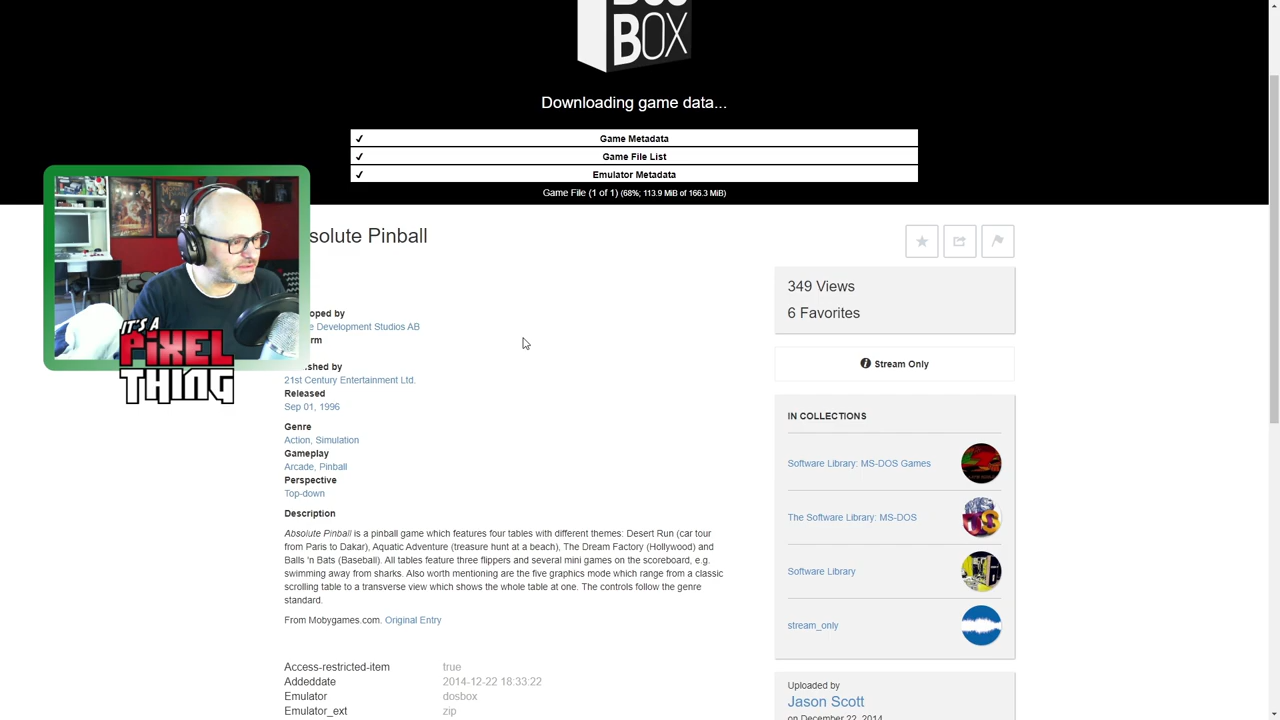 BOX
Downloading game data...
✔ Game Metadata
✔ Game File List
✔ Emulator Metadata
Game File (1 of 1) (68%; 113.9 MiB of 166.3 MiB)
solute Pinball
oped by
e Development Studios AB
rm
shed by
21st Century Entertainment Ltd.
Released
Sep 01, 1996
Genre
Action, Simulation
Gameplay
Arcade, Pinball
Perspective
Top-down
Description
Absolute Pinball is a pinball game which features four tables with different themes: Desert Run (car tour
from Paris to Dakar), Aquatic Adventure (treasure hunt at a beach), The Dream Factory (Hollywood) and
Balls 'n Bats (Baseball). All tables feature three flippers and several mini games on the scoreboard, e.g.
swimming away from sharks. Also worth mentioning are the five graphics mode which range from a classic
scrolling table to a transverse view which shows the whole table at one. The controls follow the genre
standard.
From Mobygames.com. Original Entry
Access-restricted-item true
Addeddate 2014-12-22 18:33:22
Emulator dosbox
Emulator_ext zip
349 Views
6 Favorites
Stream Only
IN COLLECTIONS
Software Library: MS-DOS Games
The Software Library: MS-DOS
Software Library
stream_only
Uploaded by
Jason Scott
on December 22, 2014
IT'S A
PIXEL
THING